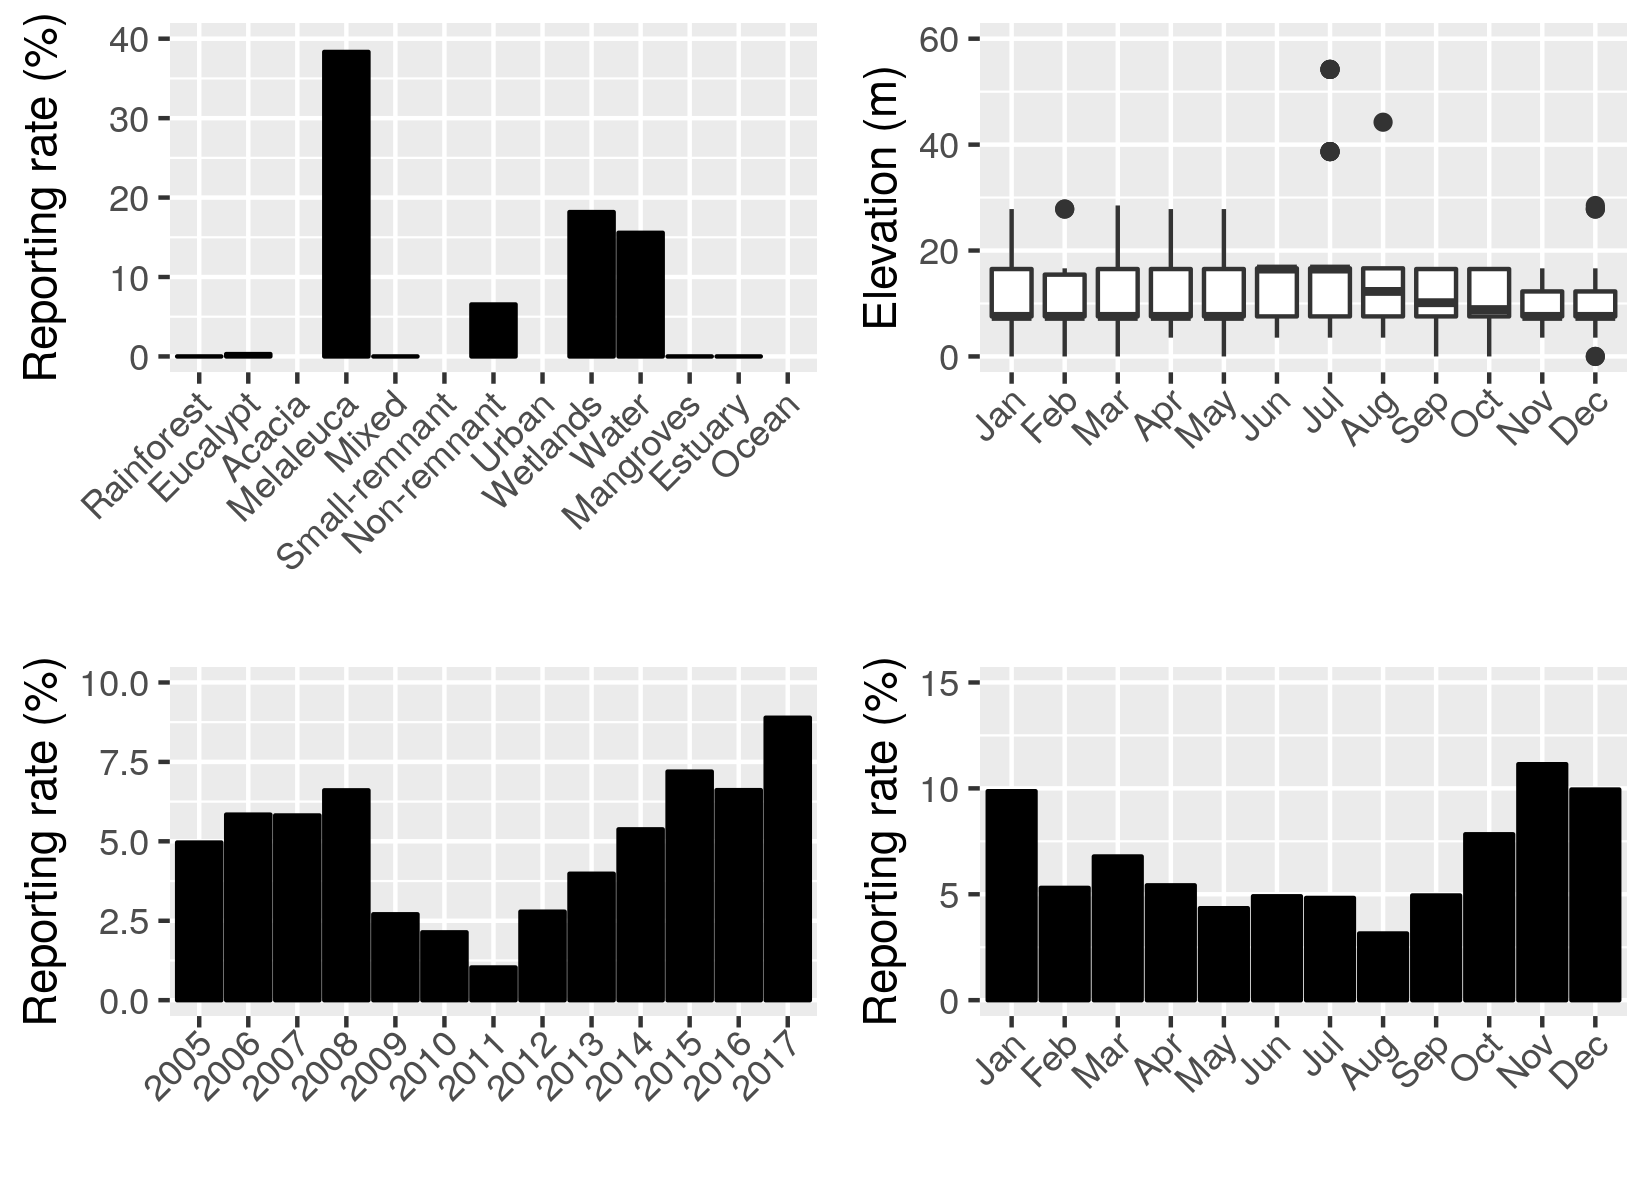 Reporting rate (%)
40
30
20
10
0
Rainforest
Eucalypt
Acacia
Melaleuca
Mixed
Small-remnant
Non-remnant
Urban
Wetlands
Water
Mangroves
Estuary
Ocean
Elevation (m)
60
40
20
0
Jan
Feb
Mar
Apr
May
Jun
Jul
Aug
Sep
Oct
Nov
Dec
Reporting rate (%)
10.0
7.5
5.0
2.5
0.0
2005
2006
2007
2008
2009
2010
2011
2012
2013
2014
2015
2016
2017
Reporting rate (%)
15
10
5
0
Jan
Feb
Mar
Apr
May
Jun
Jul
Aug
Sep
Oct
Nov
Dec